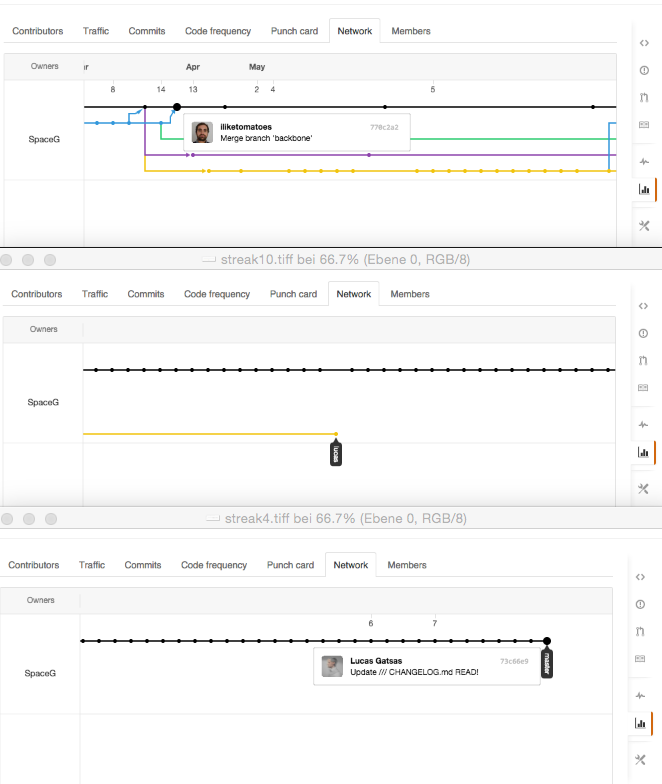 Contributors Traffic Commits Code frequency Punch card Network Members
Owners r Apr May
8 14 13 2 4 5
SpaceG
iliketomatoes 770c2a2
Merge branch 'backbone'
streak10.tiff bei 66.7% (Ebene 0, RGB/8)
Contributors Traffic Commits Code frequency Punch card Network Members
Owners
SpaceG
lucas
streak4.tiff bei 66.7% (Ebene 0, RGB/8)
Contributors Traffic Commits Code frequency Punch card Network Members
Owners
6 7
SpaceG
Lucas Gatsas 73c66e9
Update /// CHANGELOG.md READ!
master